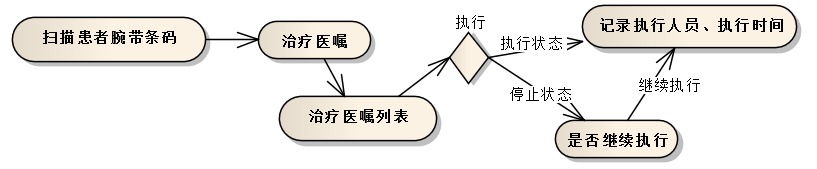 扫描患者腕带条码
治疗医嘱
治疗医嘱列表
执行
执行状态
停止状态
记录执行人员、执行时间
继续执行
是否继续执行